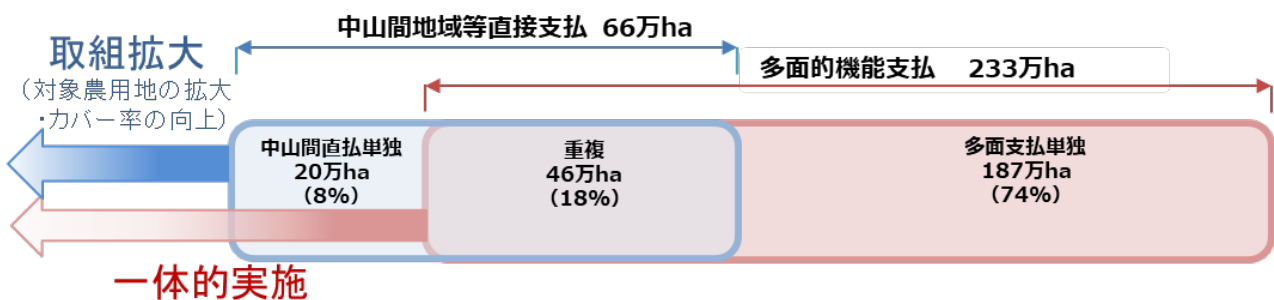 中山間地域等直接支払 66万ha
取組拡大
(対象農用地の拡大
・カバー率の向上)
多面的機能支払 233万ha
中山間直払単独
20万ha
(8%)
重複
46万ha
(18%)
多面支払単独
187万ha
(74%)
一体的実施